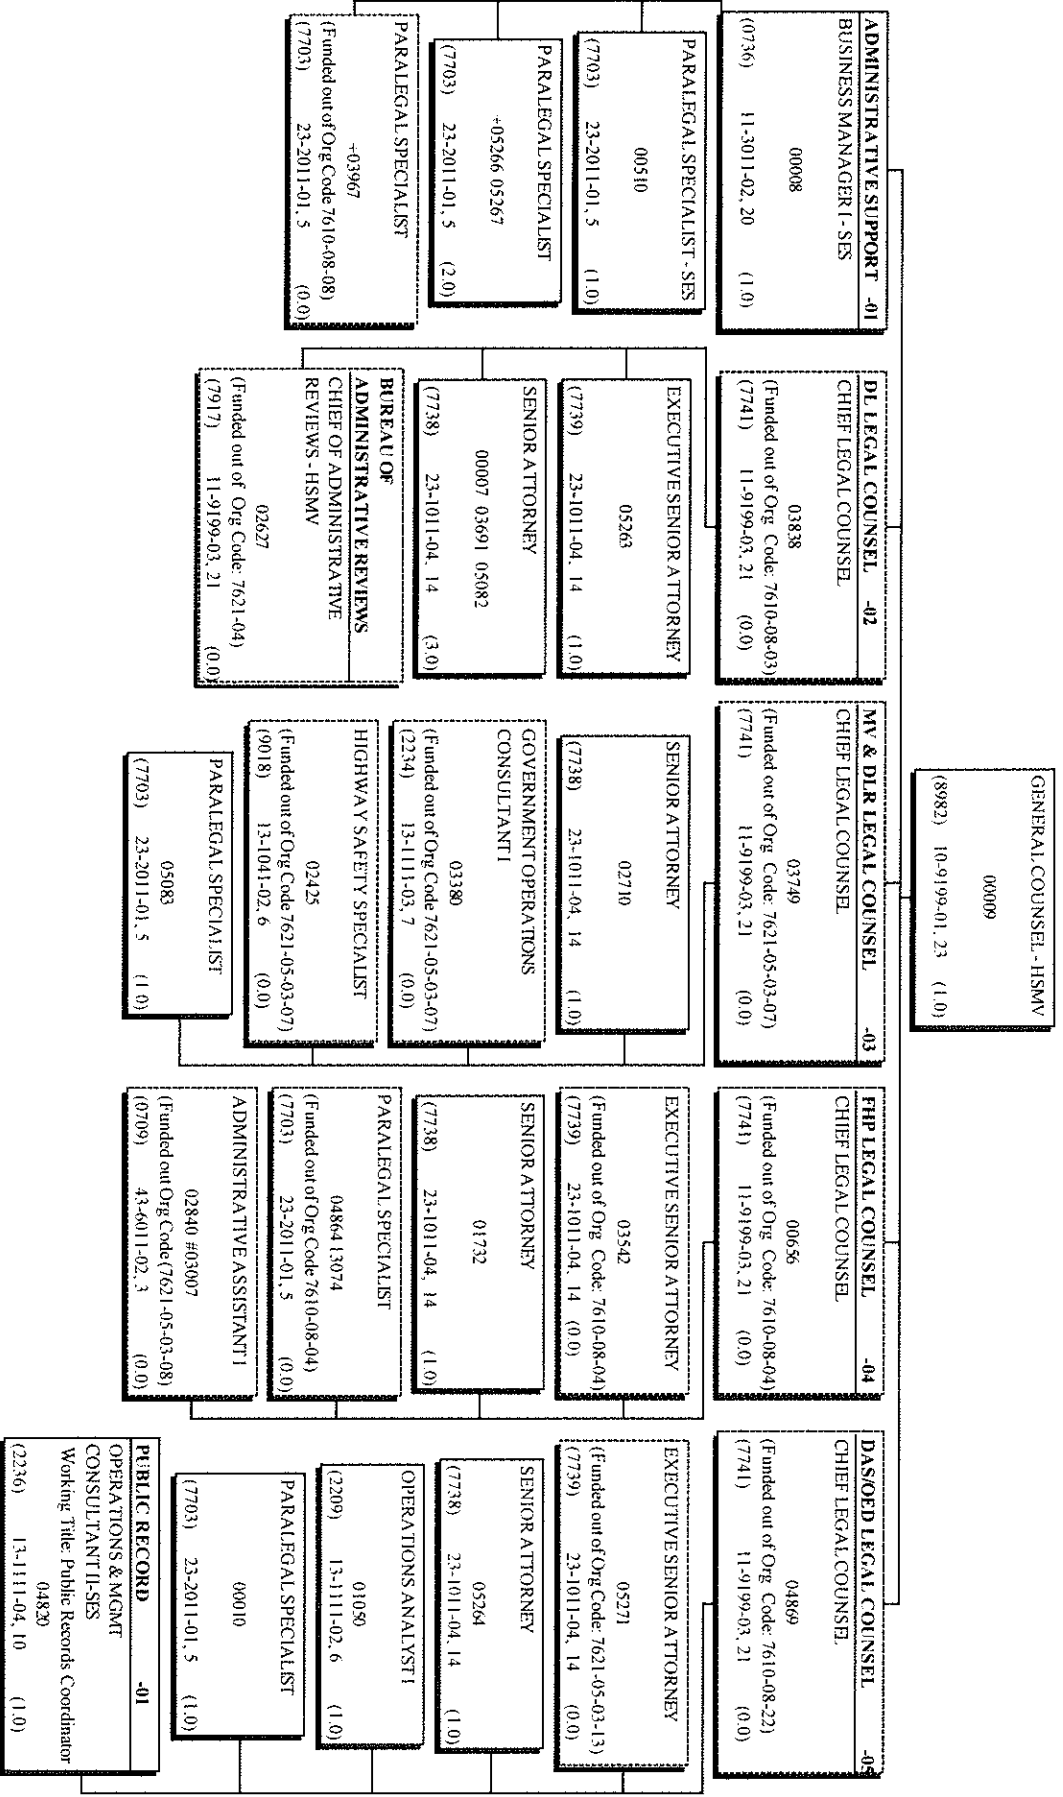 GENERAL COUNSEL - HSMV
00009
(8982) 10-9199-01, 23 (1.0)
ADMINISTRATIVE SUPPORT -01
BUSINESS MANAGER I - SES
00008
(0736) 11-3011-02, 20 (1.0)
PARALEGAL SPECIALIST - SES
00510
(7703) 23-2011-01, 5 (1.0)
PARALEGAL SPECIALIST
+05266 05267
(7703) 23-2011-01, 5 (2.0)
PARALEGAL SPECIALIST
+03967
(Funded out of Org Code 7610-08-08)
(7703) 23-2011-01, 5 (0.0)
DL LEGAL COUNSEL -02
CHIEF LEGAL COUNSEL
03838
(Funded out of Org Code: 7610-08-03)
(7741) 11-9199-03, 21 (0.0)
EXECUTIVE SENIOR ATTORNEY
05263
(7739) 23-1011-04, 14 (1.0)
SENIOR ATTORNEY
00007 03691 05082
(7738) 23-1011-04, 14 (3.0)
BUREAU OF
ADMINISTRATIVE REVIEWS
CHIEF OF ADMINISTRATIVE
REVIEWS - HSMV
02627
(Funded out of Org Code: 7621-04)
(7917) 11-9199-03, 21 (0.0)
MV & DLR LEGAL COUNSEL -03
CHIEF LEGAL COUNSEL
03749
(Funded out of Org Code: 7621-05-03-07)
(7741) 11-9199-03, 21 (0.0)
SENIOR ATTORNEY
02710
(7738) 23-1011-04, 14 (1.0)
GOVERNMENT OPERATIONS
CONSULTANT I
03380
(Funded out of Org Code 7621-05-03-07)
(2234) 13-1111-03, 7 (0.0)
HIGHWAY SAFETY SPECIALIST
02425
(Funded out of Org Code 7621-05-03-07)
(9018) 13-1041-02, 6 (0.0)
PARALEGAL SPECIALIST
05083
(7703) 23-2011-01, 5 (1.0)
FHP LEGAL COUNSEL -04
CHIEF LEGAL COUNSEL
00656
(Funded out of Org Code: 7610-08-04)
(7741) 11-9199-03, 21 (0.0)
EXECUTIVE SENIOR ATTORNEY
03542
(Funded out of Org Code: 7610-08-04)
(7739) 23-1011-04, 14 (0.0)
SENIOR ATTORNEY
01732
(7738) 23-1011-04, 14 (1.0)
PARALEGAL SPECIALIST
04864 13074
(Funded out of Org Code 7610-08-04)
(7703) 23-2011-01, 5 (0.0)
ADMINISTRATIVE ASSISTANT I
02840 #03007
(Funded out Org Code (7621-05-03-08)
(0709) 43-6011-02, 3 (0.0)
DAS/OED LEGAL COUNSEL -05
CHIEF LEGAL COUNSEL
04869
(Funded out of Org Code: 7610-08-22)
(7741) 11-9199-03, 21 (0.0)
EXECUTIVE SENIOR ATTORNEY
05271
(Funded out of Org Code: 7621-05-03-13)
(7739) 23-1011-04, 14 (0.0)
SENIOR ATTORNEY
05264
(7738) 23-1011-04, 14 (1.0)
OPERATIONS ANALYST I
01050
(2209) 13-1111-02, 6 (1.0)
PARALEGAL SPECIALIST
00010
(7703) 23-2011-01, 5 (1.0)
PUBLIC RECORD -01
OPERATIONS & MGMT
CONSULTANT II-SES
Working Title: Public Records Coordinator
04820
(2236) 13-1111-04, 10 (1.0)